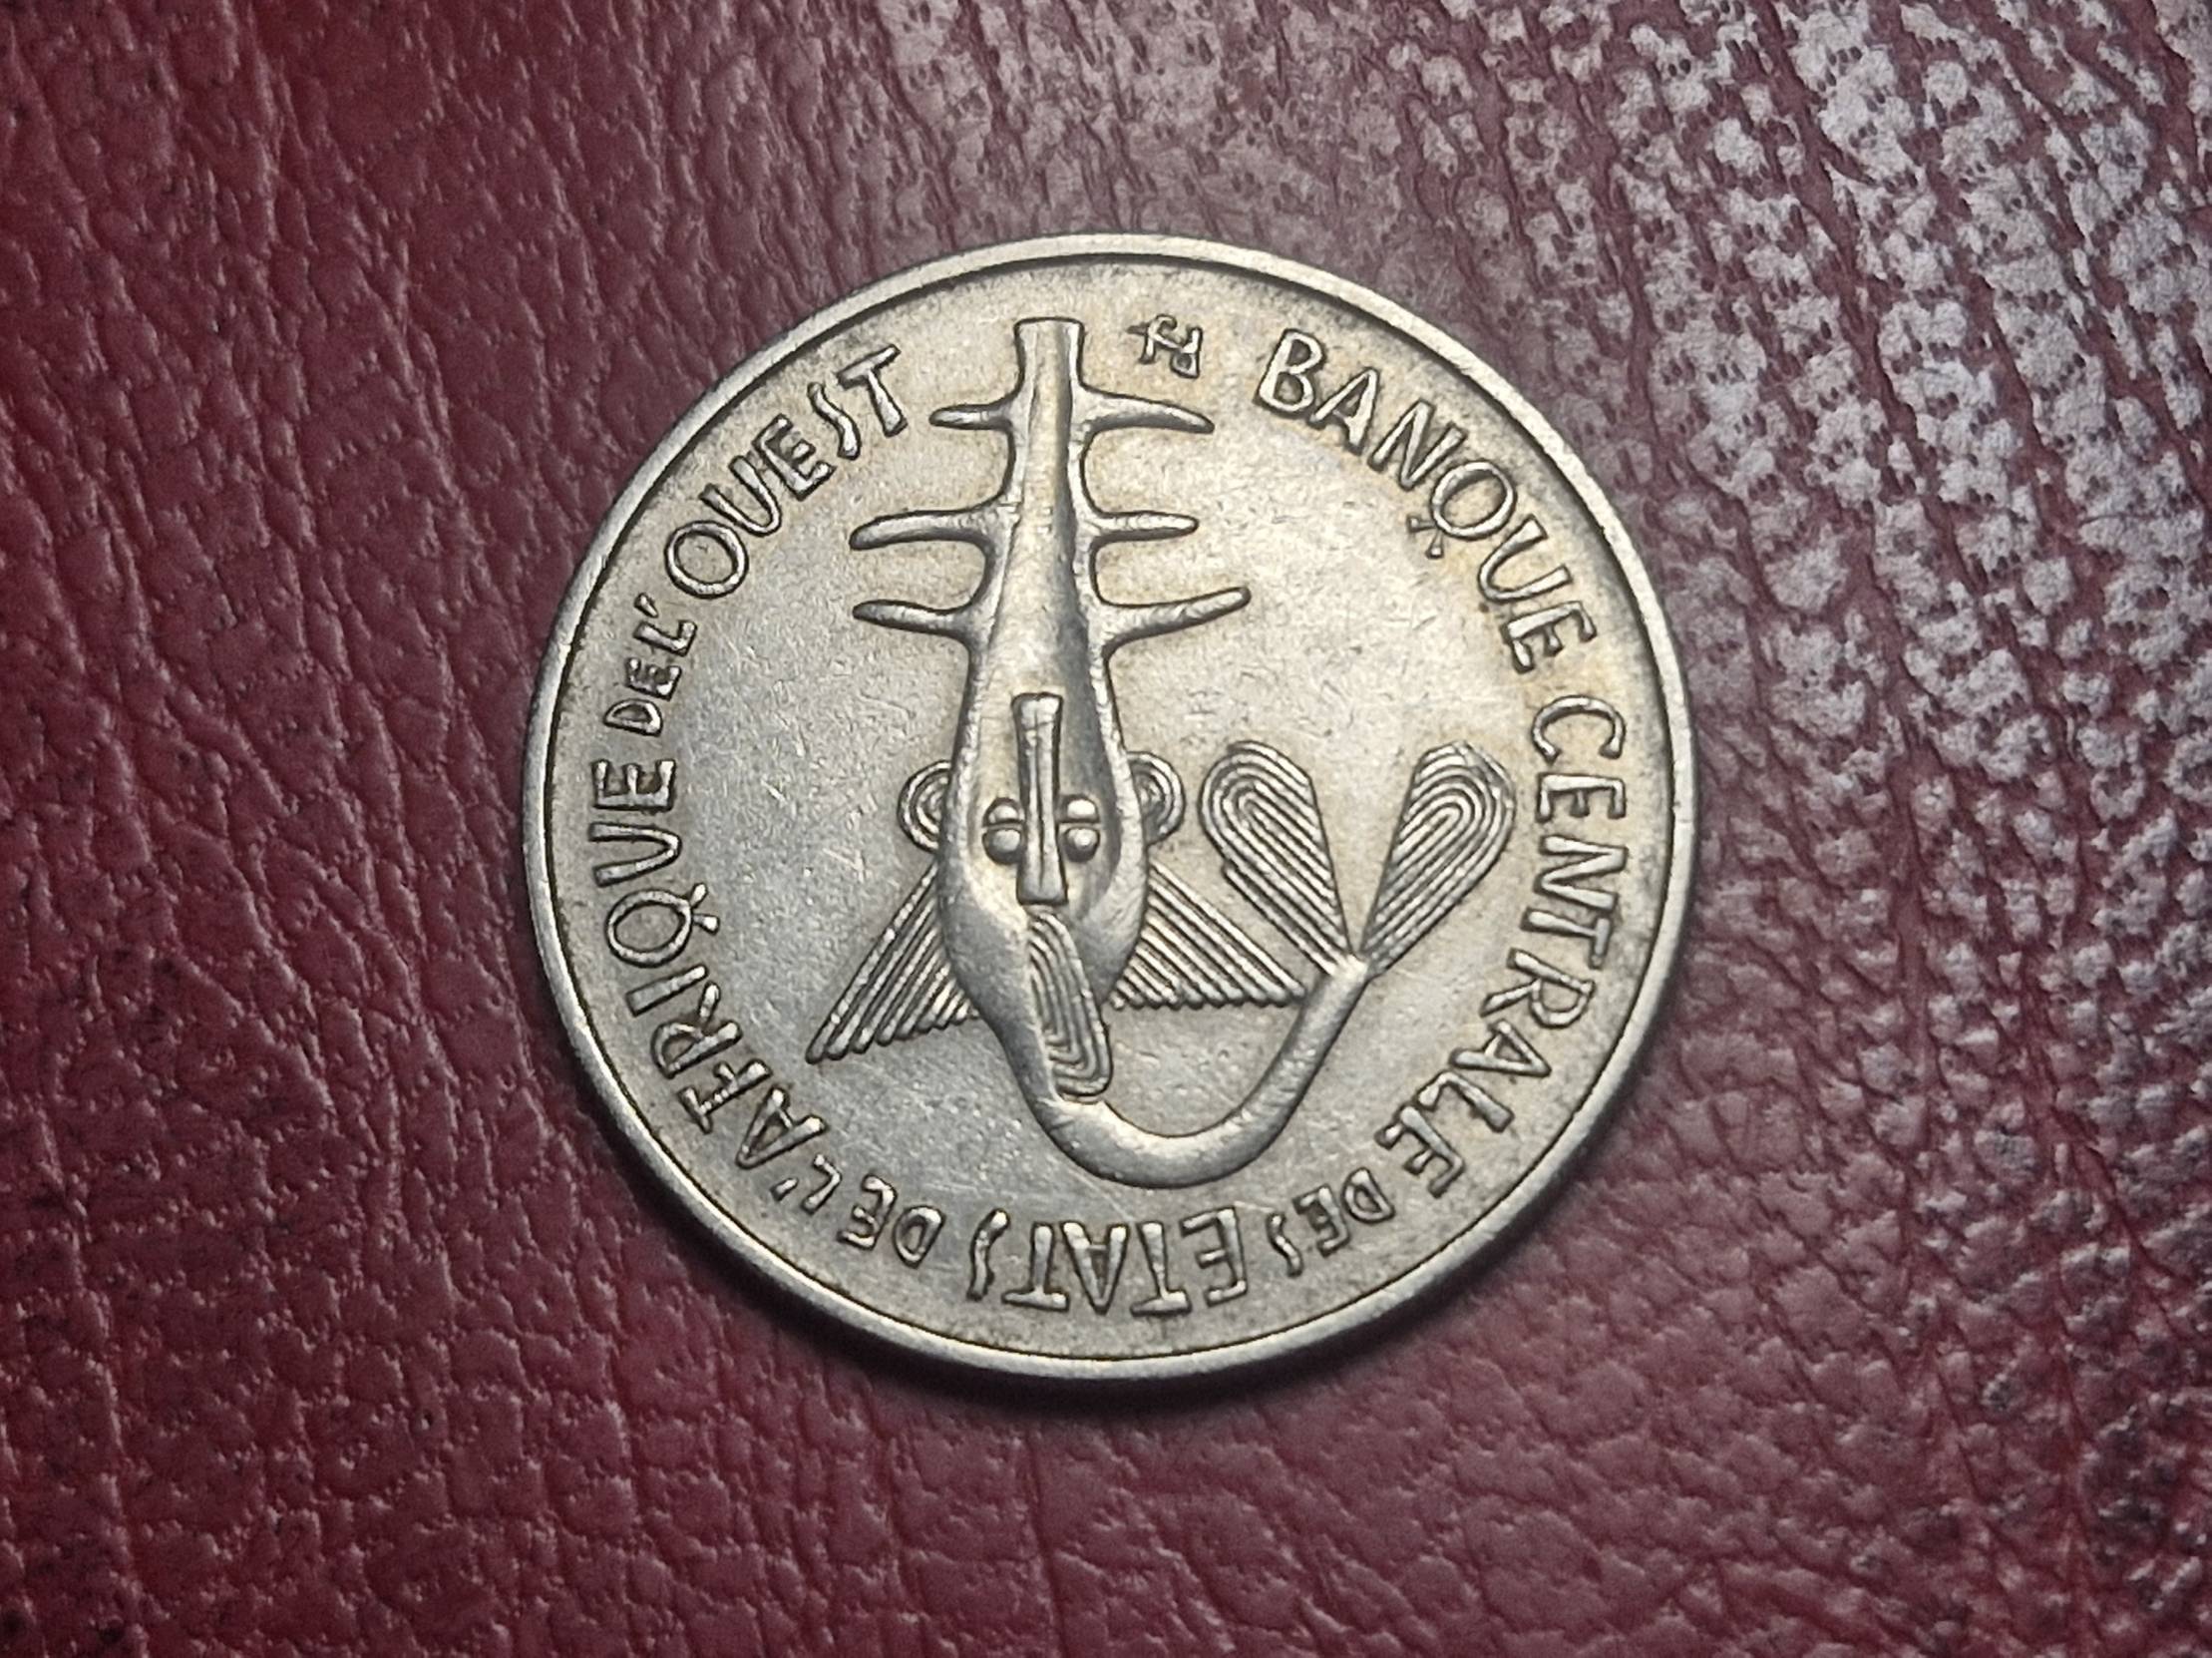 BANQUE CENTRALE DES ETATS DE L'AFRIQUE DE L'OUEST